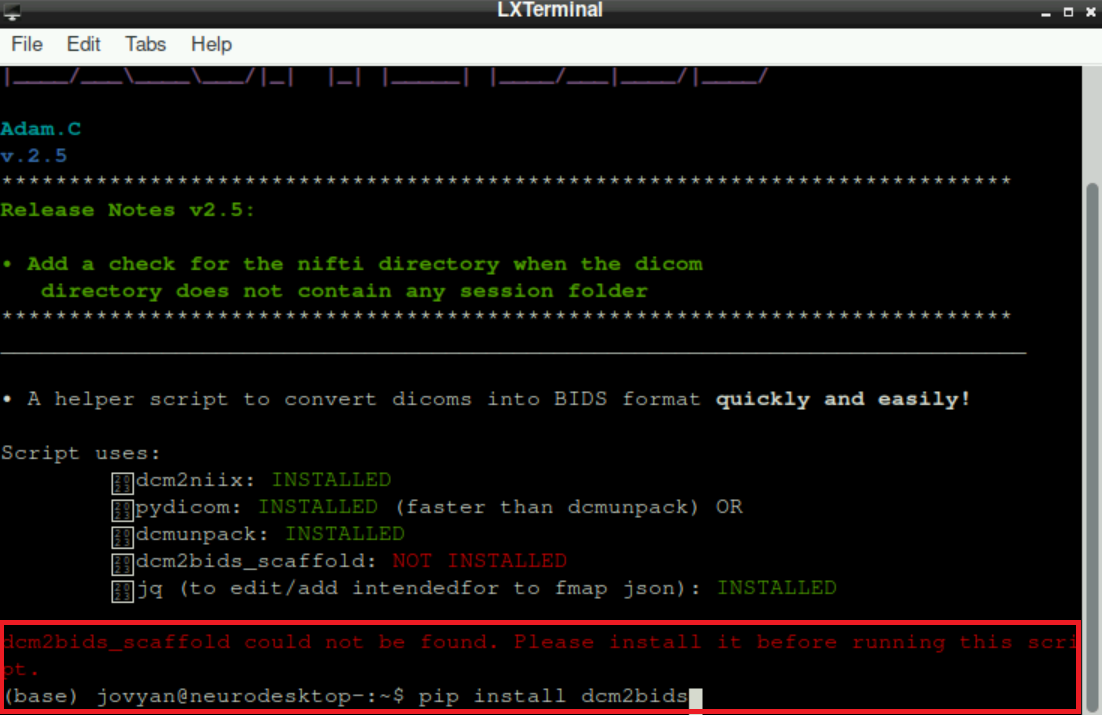 LXTerminal
File Edit Tabs Help
Adam.C
v.2.5
***************************************************************************
Release Notes v2.5:
• Add a check for the nifti directory when the dicom
directory does not contain any session folder
***************************************************************************
• A helper script to convert dicoms into BIDS format quickly and easily!
Script uses:
dcm2niix: INSTALLED
pydicom: INSTALLED (faster than dcmunpack) OR
dcmunpack: INSTALLED
dcm2bids_scaffold: NOT INSTALLED
jq (to edit/add intendedfor to fmap json): INSTALLED
dcm2bids_scaffold could not be found. Please install it before running this scri
pt.
(base) jovyan@neurodesktop-:~$ pip install dcm2bids